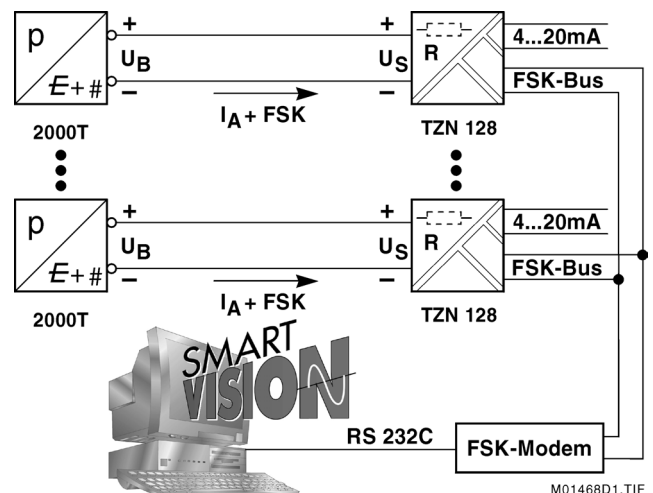 p
E+#
+
U_B
–
2000T
I_A + FSK
+
U_S
–
R
TZN 128
4...20mA
FSK-Bus
p
E+#
+
U_B
–
2000T
I_A + FSK
+
U_S
–
R
TZN 128
4...20mA
FSK-Bus
SMART
VISION
RS 232C
FSK-Modem
M01468D1.TIF